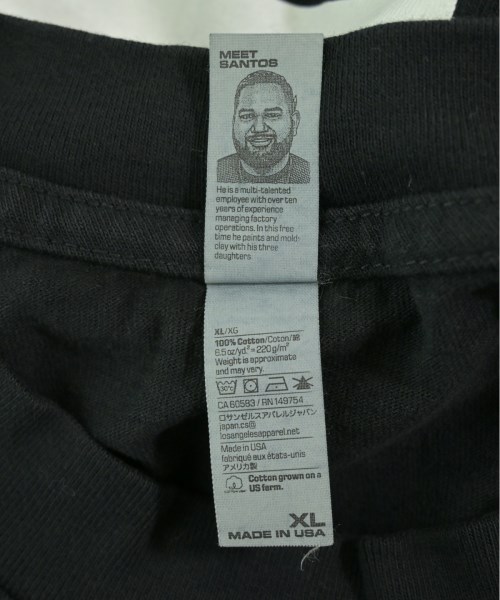 MEET
SANTOS
He is a multi-talented
employee with over ten
years of experience
managing factory
operations. In this free
time he paints and mold-
clay with his three
daughters.
XL/XG
100% Cotton/Coton/綿
6.5 oz/yd.² = 220 g/m²
Weight is approximate
and may vary.
30°C
CA 60583 / RN 149754
ロサンゼルスアパレルジャパン
japan.cs@
losangelesapparel.net
Made in USA
fabriqué aux états-unis
アメリカ製
Cotton grown on a
US farm.
XL
MADE IN USA